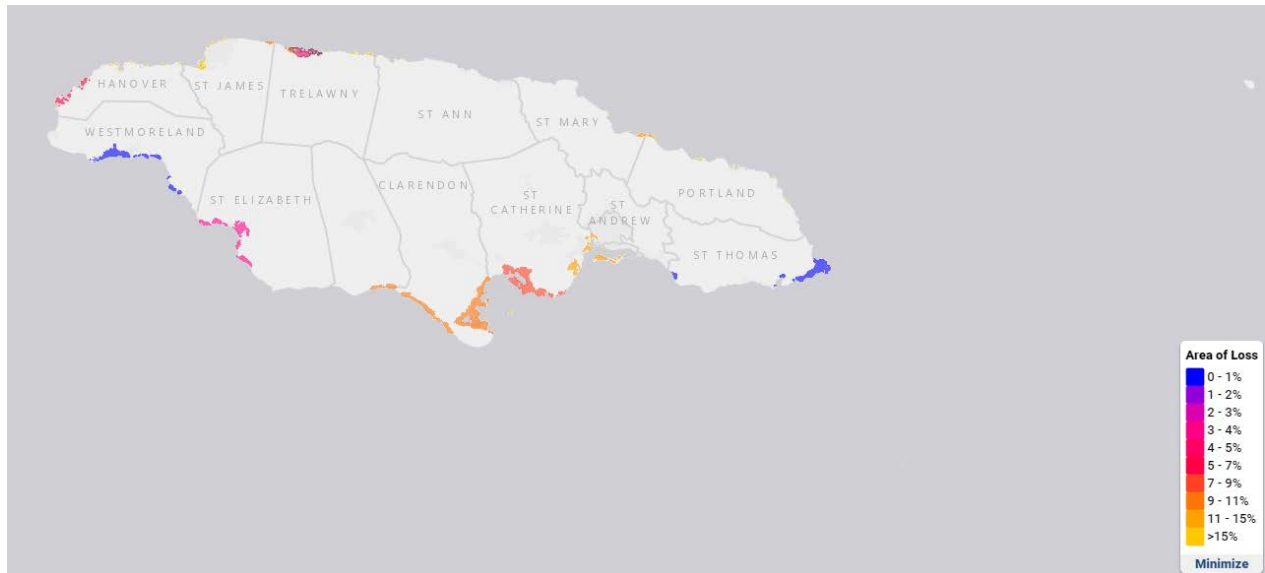 HANOVER
ST JAMES
TRELAWNY
ST ANN
ST MARY
WESTMORELAND
ST ELIZABETH
CLARENDON
ST
CATHERINE
ST
ANDREW
PORTLAND
ST THOMAS
Area of Loss
0 - 1%
1 - 2%
2 - 3%
3 - 4%
4 - 5%
5 - 7%
7 - 9%
9 - 11%
11 - 15%
>15%
Minimize